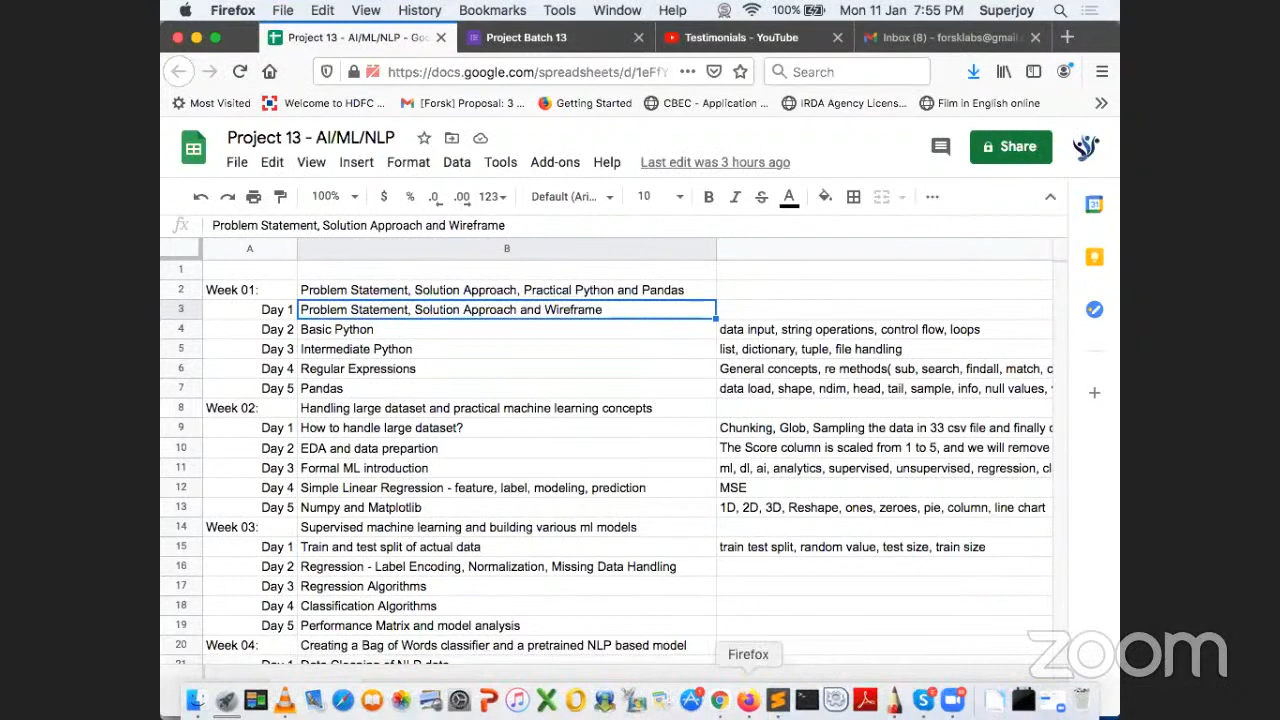 Firefox File Edit View History Bookmarks Tools Window Help 100% Mon 11 Jan 7:55 PM Superjoy
Project 13 - AI/ML/NLP - Goo Project Batch 13 Testimonials - YouTube Inbox (8) - forsklabs@gmail
https://docs.google.com/spreadsheets/d/1eFfY Search
Most Visited Welcome to HDFC ... [Forsk] Proposal: 3 ... Getting Started CBEC - Application ... IRDA Agency Licens... Film in English online
Project 13 - AI/ML/NLP
File Edit View Insert Format Data Tools Add-ons Help Last edit was 3 hours ago
Share
100% $ % .0 .00 123 Default (Ari... 10 B I S A
fx Problem Statement, Solution Approach and Wireframe
A B
1
2 Week 01: Problem Statement, Solution Approach, Practical Python and Pandas
3 Day 1 Problem Statement, Solution Approach and Wireframe
4 Day 2 Basic Python data input, string operations, control flow, loops
5 Day 3 Intermediate Python list, dictionary, tuple, file handling
6 Day 4 Regular Expressions General concepts, re methods( sub, search, findall, match, c
7 Day 5 Pandas data load, shape, ndim, head, tail, sample, info, null values,
8 Week 02: Handling large dataset and practical machine learning concepts
9 Day 1 How to handle large dataset? Chunking, Glob, Sampling the data in 33 csv file and finally
10 Day 2 EDA and data prepartion The Score column is scaled from 1 to 5, and we will remove
11 Day 3 Formal ML introduction ml, dl, ai, analytics, supervised, unsupervised, regression, cl
12 Day 4 Simple Linear Regression - feature, label, modeling, prediction MSE
13 Day 5 Numpy and Matplotlib 1D, 2D, 3D, Reshape, ones, zeroes, pie, column, line chart
14 Week 03: Supervised machine learning and building various ml models
15 Day 1 Train and test split of actual data train test split, random value, test size, train size
16 Day 2 Regression - Label Encoding, Normalization, Missing Data Handling
17 Day 3 Regression Algorithms
18 Day 4 Classification Algorithms
19 Day 5 Performance Matrix and model analysis
20 Week 04: Creating a Bag of Words classifier and a pretrained NLP based model
21 Day 1 Data Cleaning of NLP data
Firefox
zoom